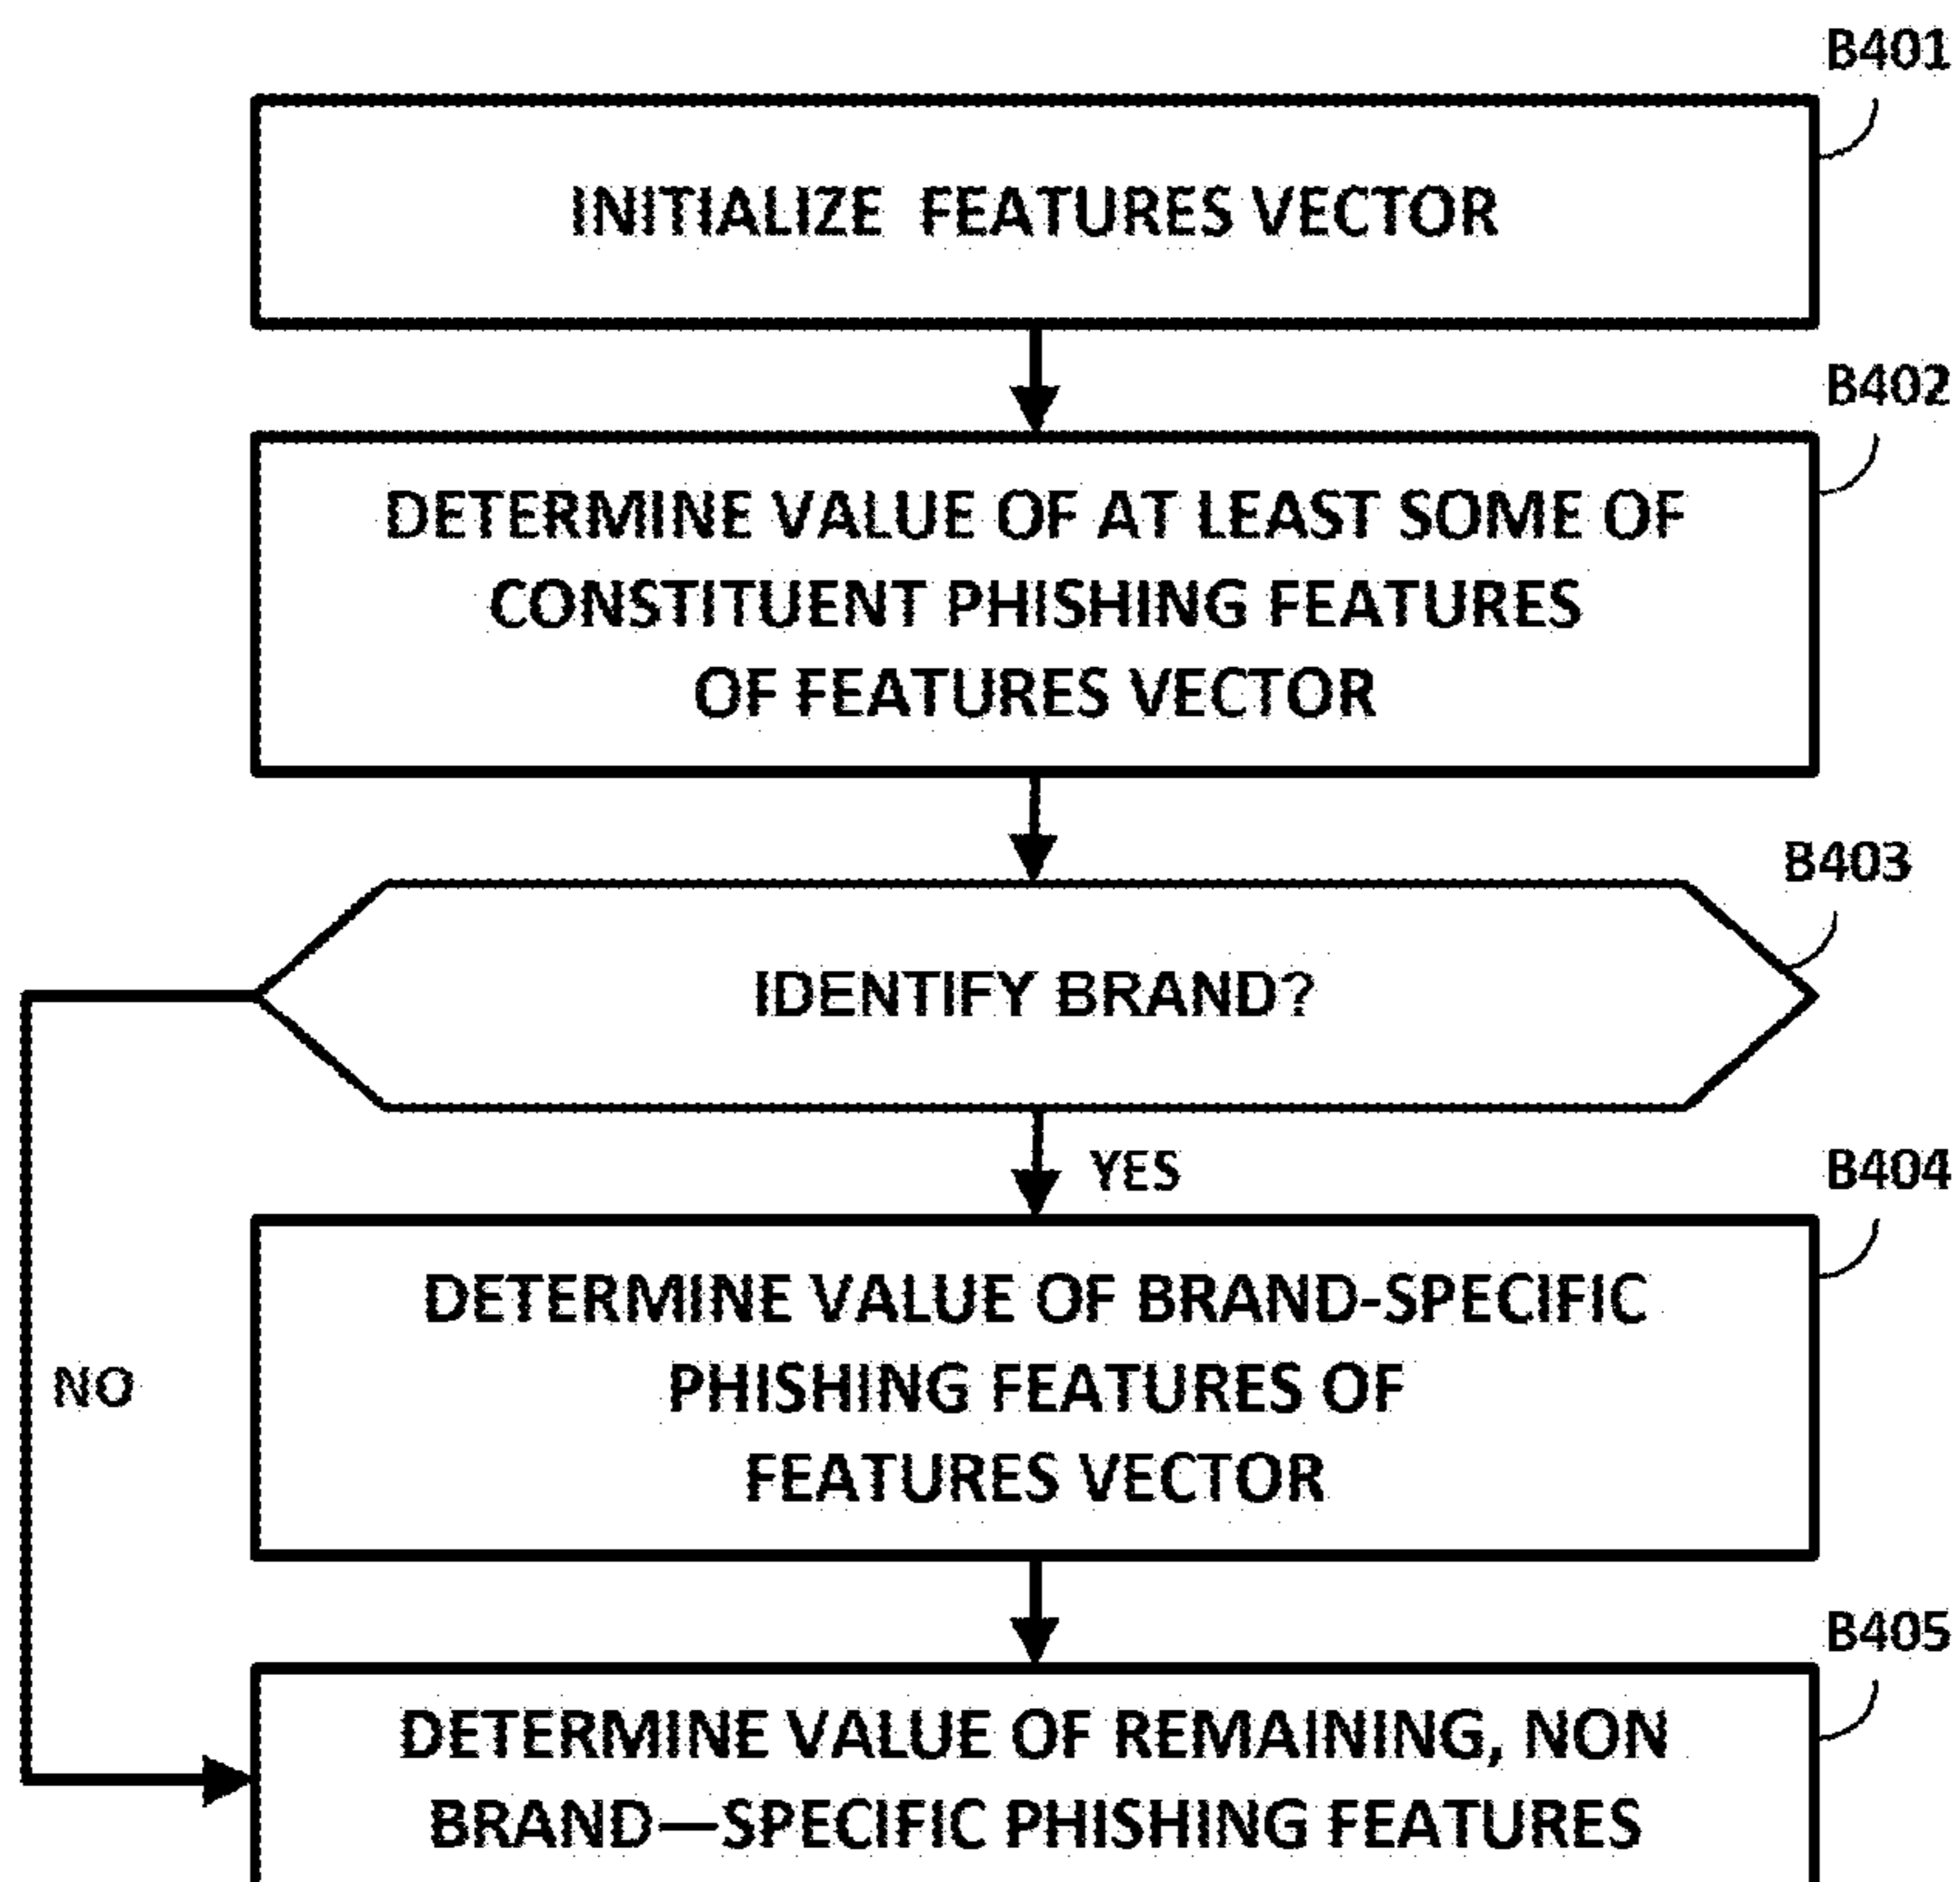 B401
INITIALIZE FEATURES VECTOR
B402
DETERMINE VALUE OF AT LEAST SOME OF
CONSTITUENT PHISHING FEATURES
OF FEATURES VECTOR
B403
IDENTIFY BRAND?
YES
B404
DETERMINE VALUE OF BRAND-SPECIFIC
PHISHING FEATURES OF
FEATURES VECTOR
NO
B405
DETERMINE VALUE OF REMAINING, NON
BRAND—SPECIFIC PHISHING FEATURES